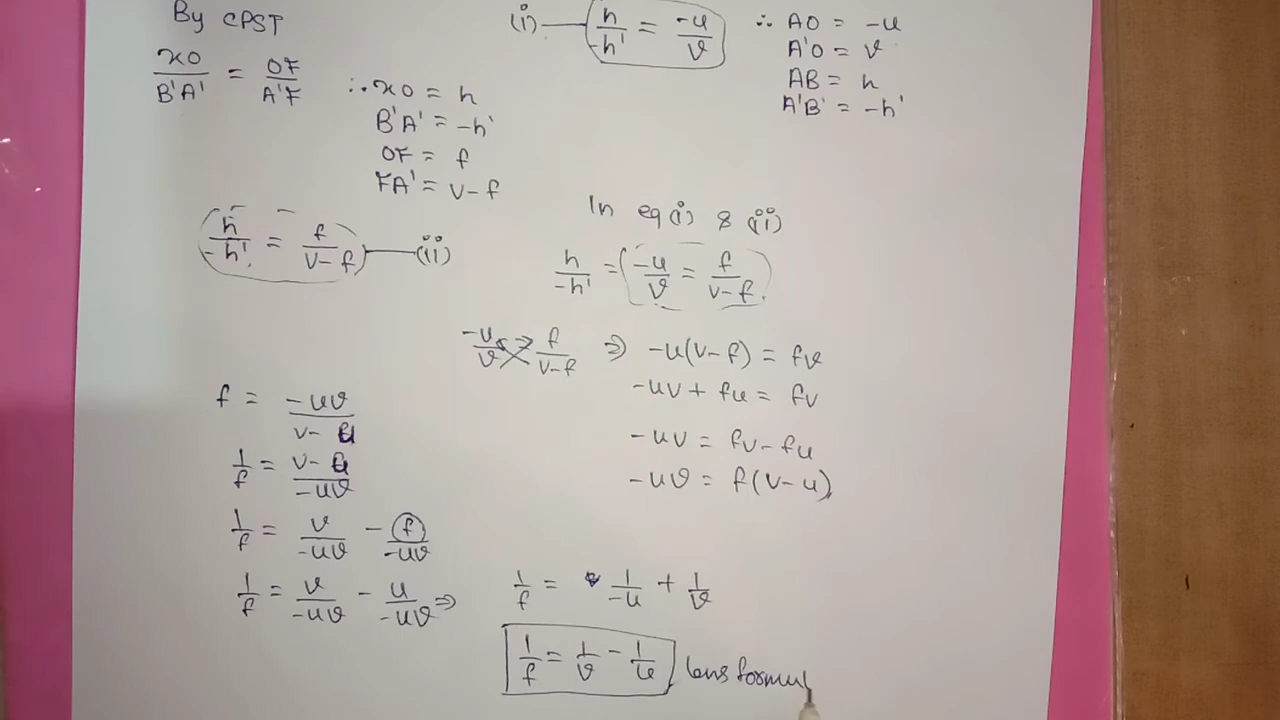 By CPST
xo/B'A' = OF/A'F
∴ xo = h
B'A' = -h'
OF = f
FA' = v-f
h/-h' = f/v-f —(ii)
(i)— h/-h' = -u/v
∴ AO = -u
A'O = v
AB = h
A'B' = -h'
In eq (i) & (ii)
h/-h' = -u/v = f/v-f
-u/v = f/v-f ⇒ -u(v-f) = fv
-uv + fu = fv
-uv = fv - fu
-uv = f(v-u)
f = -uv/v-u
1/f = v-u/-uv
1/f = v/-uv - f/-uv
1/f = v/-uv - u/-uv ⇒
1/f = 1/-u + 1/v
1/f = 1/v - 1/u lens formul